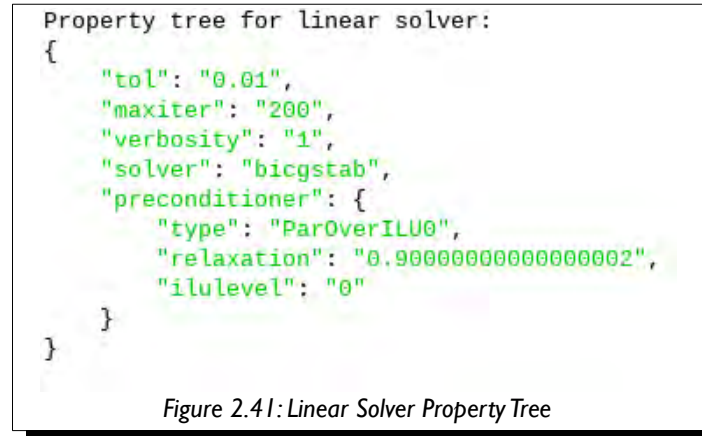 Property tree for linear solver:
{
    "tol": "0.01",
    "maxiter": "200",
    "verbosity": "1",
    "solver": "bicgstab",
    "preconditioner": {
        "type": "ParOverILU0",
        "relaxation": "0.90000000000000002",
        "ilulevel": "0"
    }
}
Figure 2.41: Linear Solver Property Tree